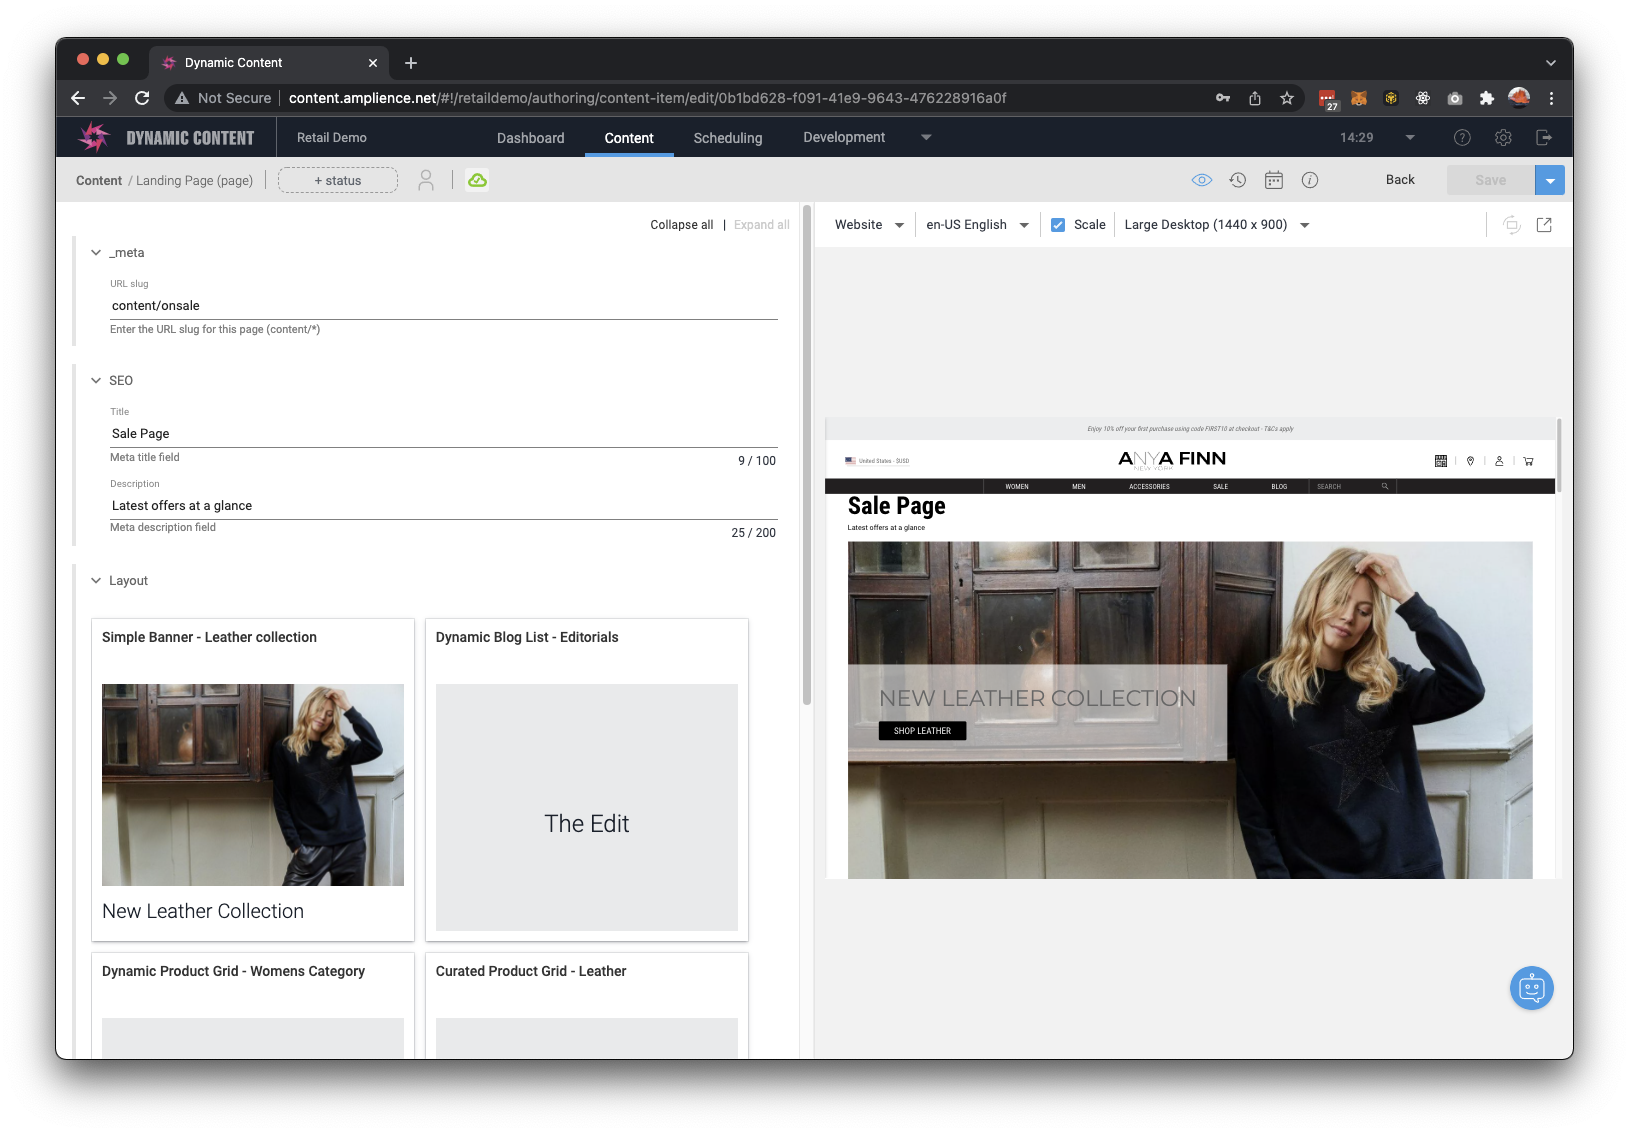 Dynamic Content
Not Secure
content.amplience.net/#!/retaildemo/authoring/content-item/edit/0b1bd628-f091-41e9-9643-476228916a0f
27
DYNAMIC CONTENT
Retail Demo
Dashboard
Content
Scheduling
Development
14:29
Content / Landing Page (page)
+ status
Back
Save
Collapse all | Expand all
Website
en-US English
Scale
Large Desktop (1440 x 900)
_meta
URL slug
content/onsale
Enter the URL slug for this page (content/*)
SEO
Title
Sale Page
Meta title field
9 / 100
Description
Latest offers at a glance
Meta description field
25 / 200
Layout
Simple Banner - Leather collection
New Leather Collection
Dynamic Blog List - Editorials
The Edit
Dynamic Product Grid - Womens Category
Curated Product Grid - Leather
Enjoy 10% off your first purchase using code FIRST10 at checkout - T&Cs apply
United States - $USD
ANYA FINN
NEW YORK
WOMEN
MEN
ACCESSORIES
SALE
BLOG
SEARCH
Sale Page
Latest offers at a glance
NEW LEATHER COLLECTION
SHOP LEATHER